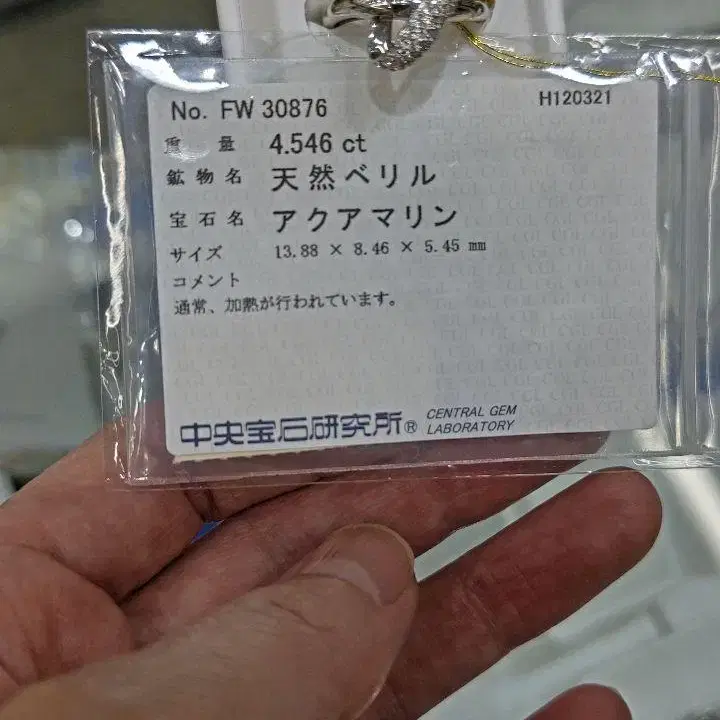 No. FW 30876
H120321
重 量 4.546 ct
鉱物名 天然ベリル
宝石名 アクアマリン
サイズ 13.88 × 8.46 × 5.45 mm
コメント
通常、加熱が行われています。
中央宝石研究所® CENTRAL GEM
LABORATORY